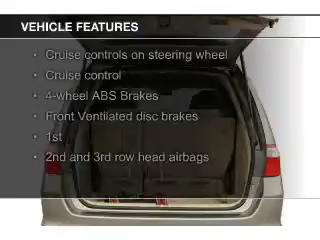 VEHICLE FEATURES
• Cruise controls on steering wheel
• Cruise control
• 4-wheel ABS Brakes
• Front Ventilated disc brakes
• 1st
• 2nd and 3rd row head airbags